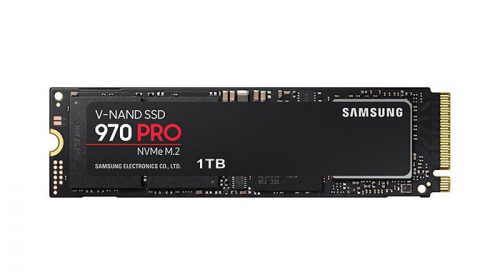 V-NAND SSD
970 PRO
NVMe M.2
SAMSUNG ELECTRONICS CO., LTD.
1TB
SAMSUNG